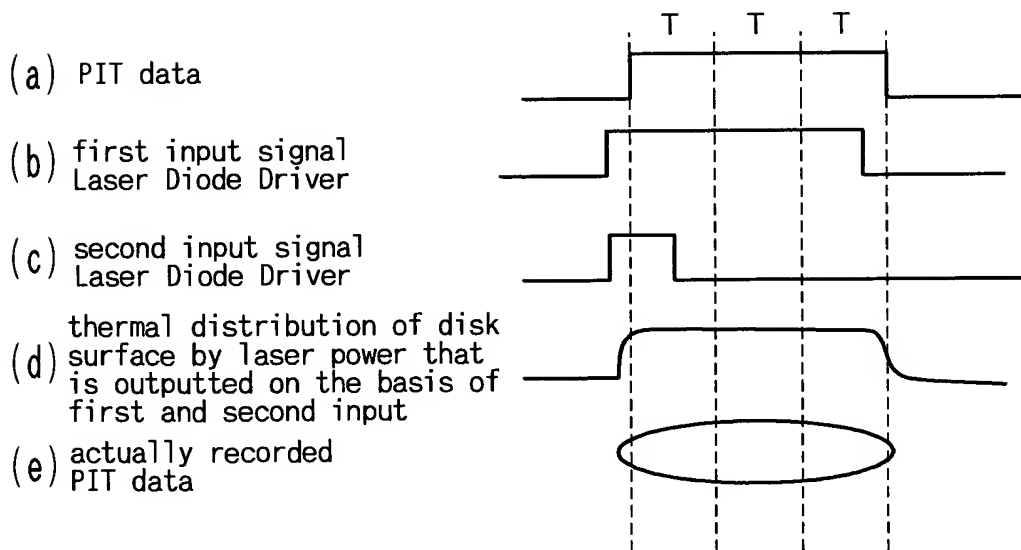 T T T
(a) PIT data
(b) first input signal
Laser Diode Driver
(c) second input signal
Laser Diode Driver
(d) thermal distribution of disk
surface by laser power that
is outputted on the basis of
first and second input
(e) actually recorded
PIT data